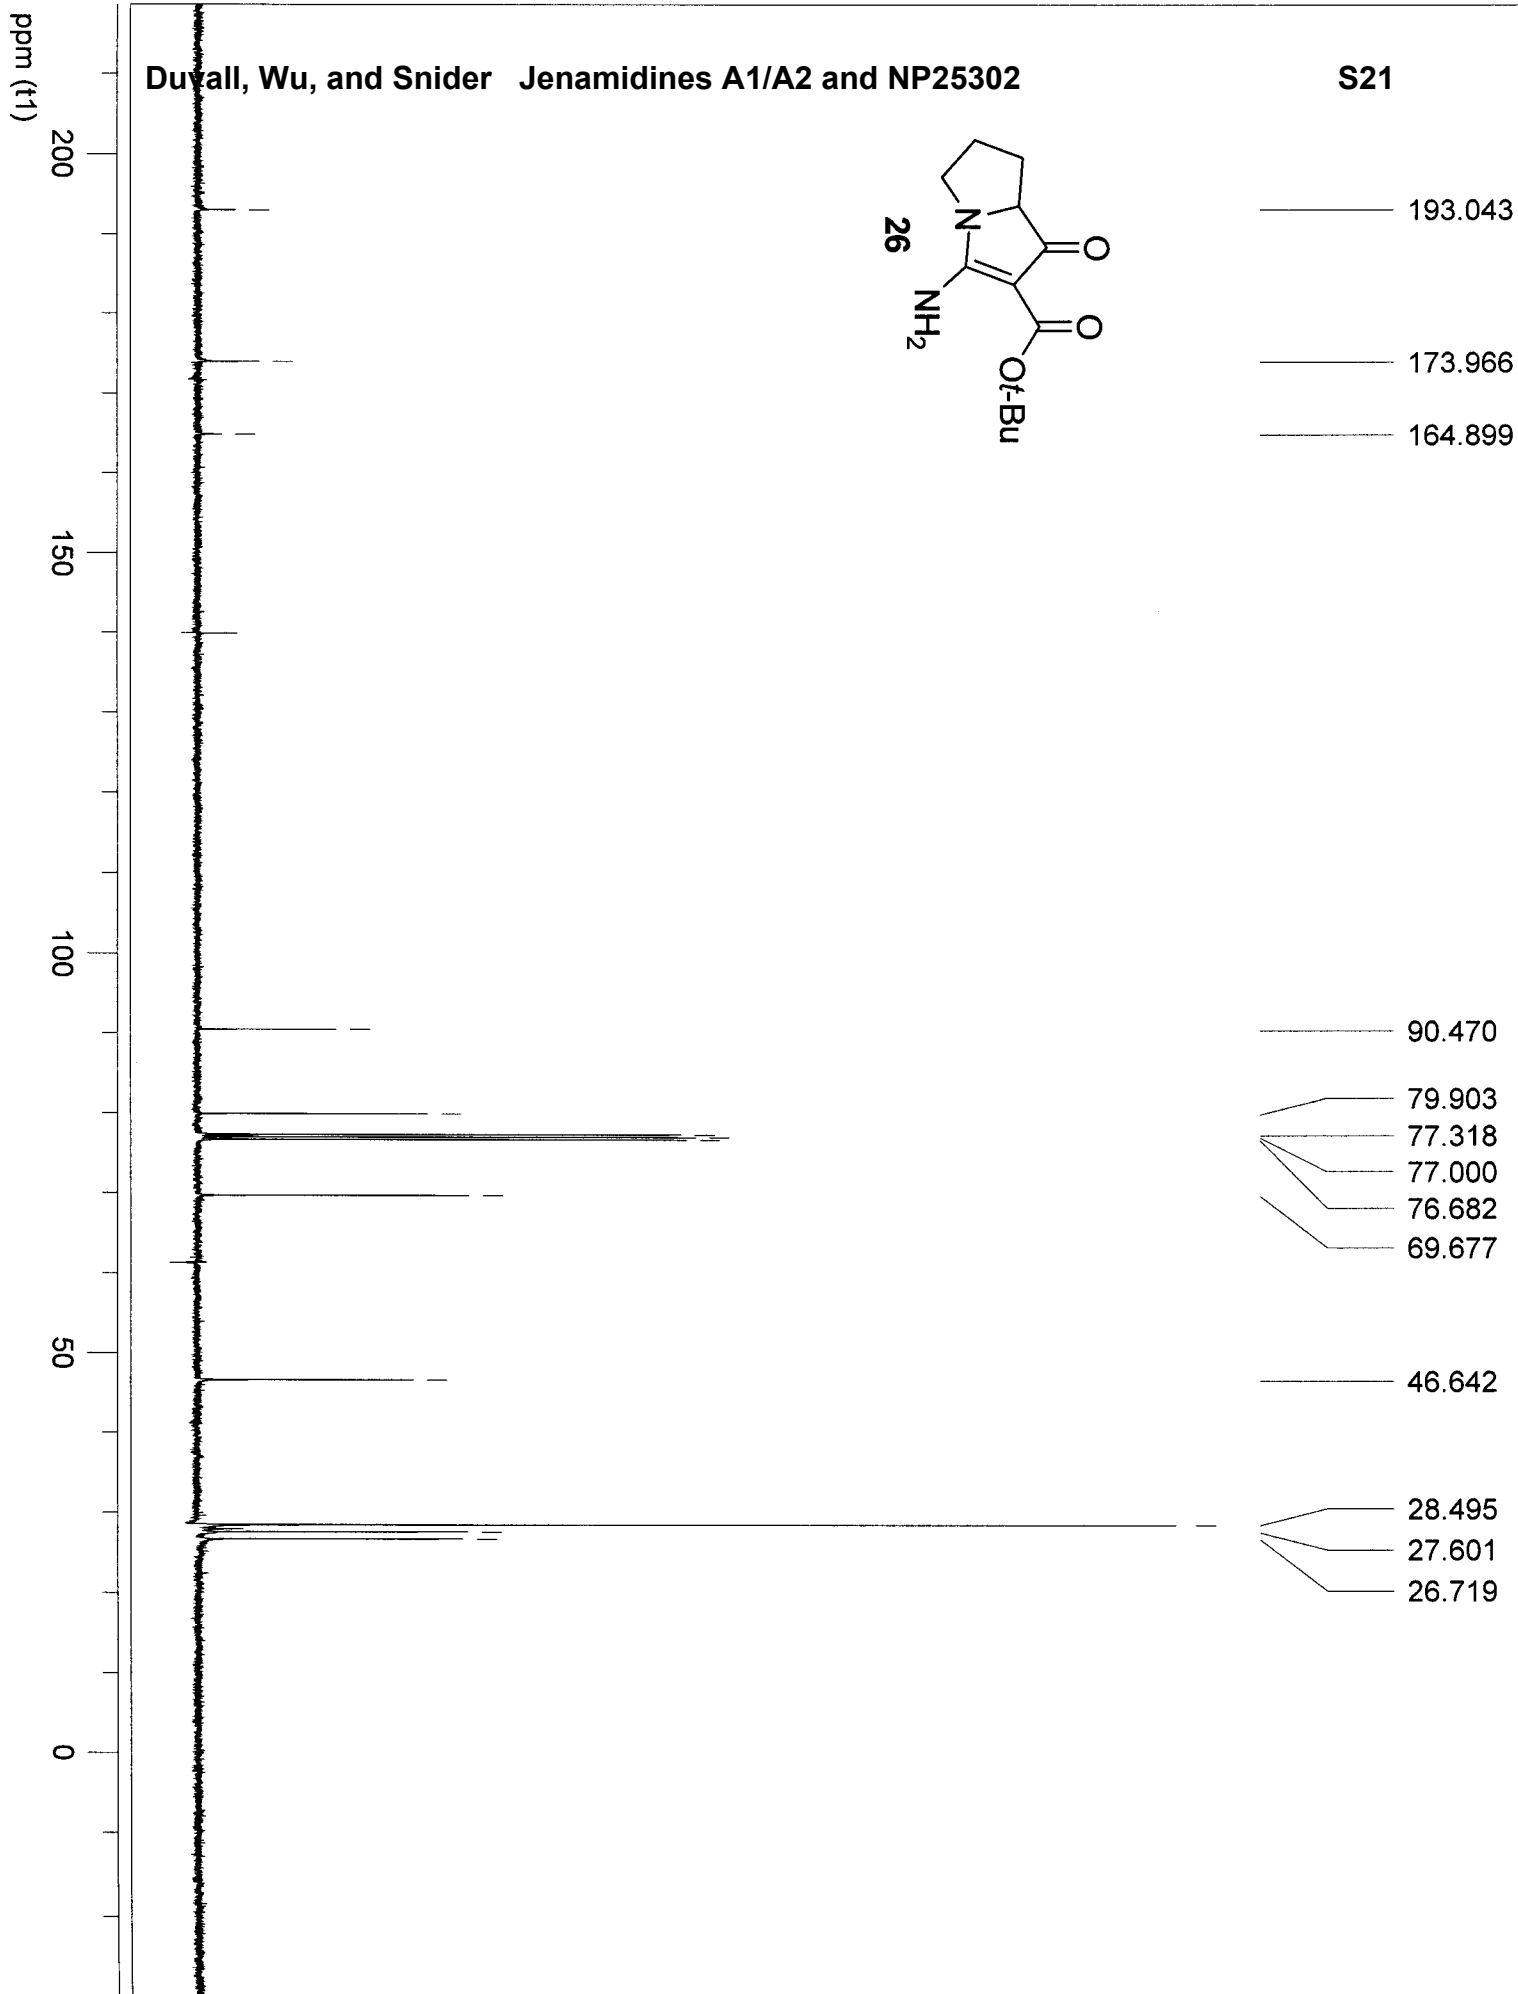 Duvall, Wu, and Snider Jenamidines A1/A2 and NP25302 S21
ppm (t1)
200
150
100
50
0
N
O
O
Ot-Bu
NH2
26
193.043
173.966
164.899
90.470
79.903
77.318
77.000
76.682
69.677
46.642
28.495
27.601
26.719